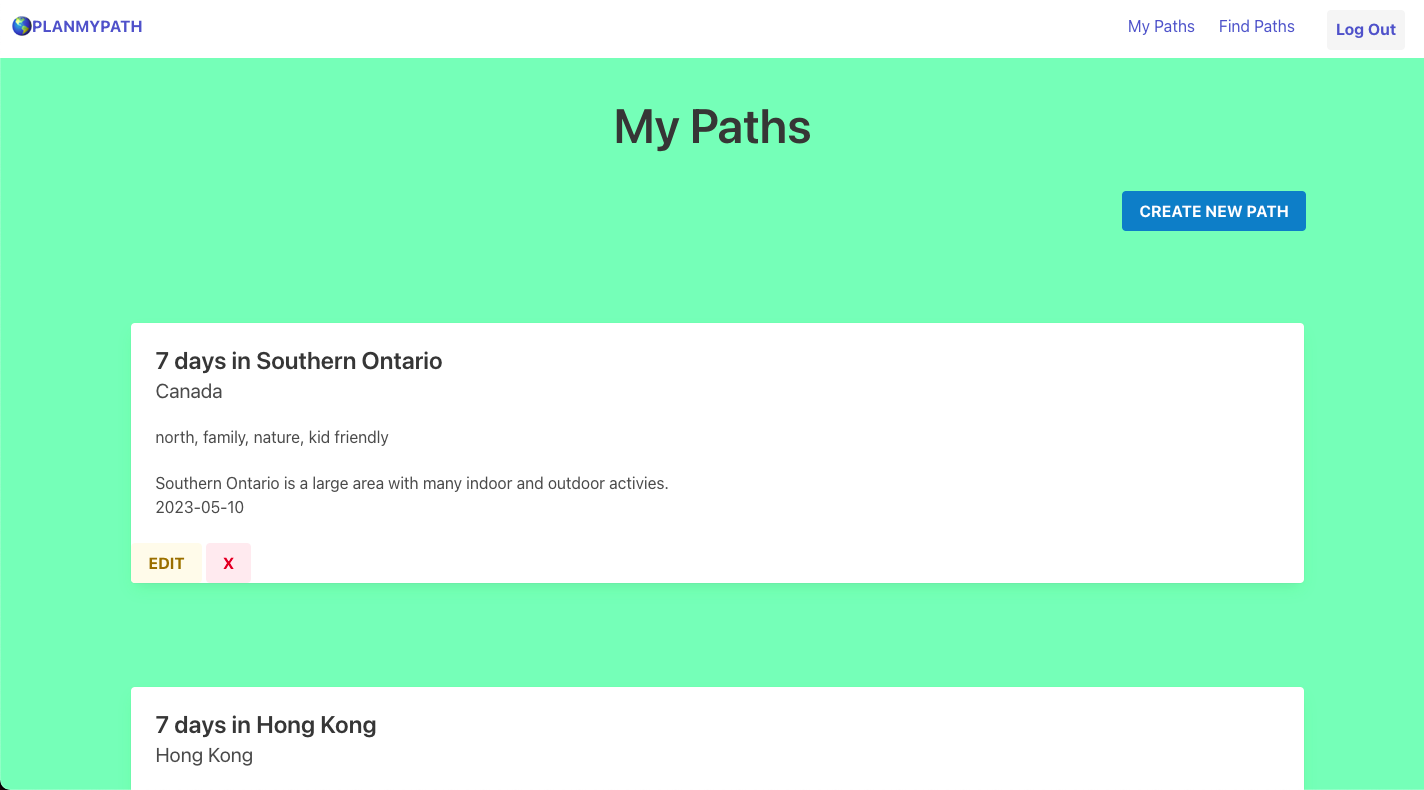 PLANMYPATH
My Paths
Find Paths
Log Out
My Paths
CREATE NEW PATH
7 days in Southern Ontario
Canada
north, family, nature, kid friendly
Southern Ontario is a large area with many indoor and outdoor activies.
2023-05-10
EDIT
X
7 days in Hong Kong
Hong Kong